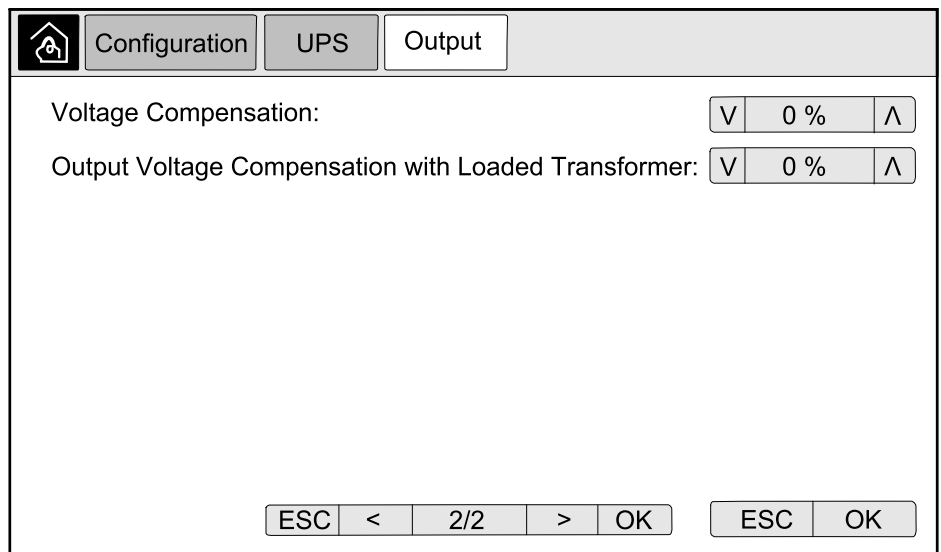 Configuration UPS Output
Voltage Compensation: V 0 % Λ
Output Voltage Compensation with Loaded Transformer: V 0 % Λ
ESC < 2/2 > OK ESC OK